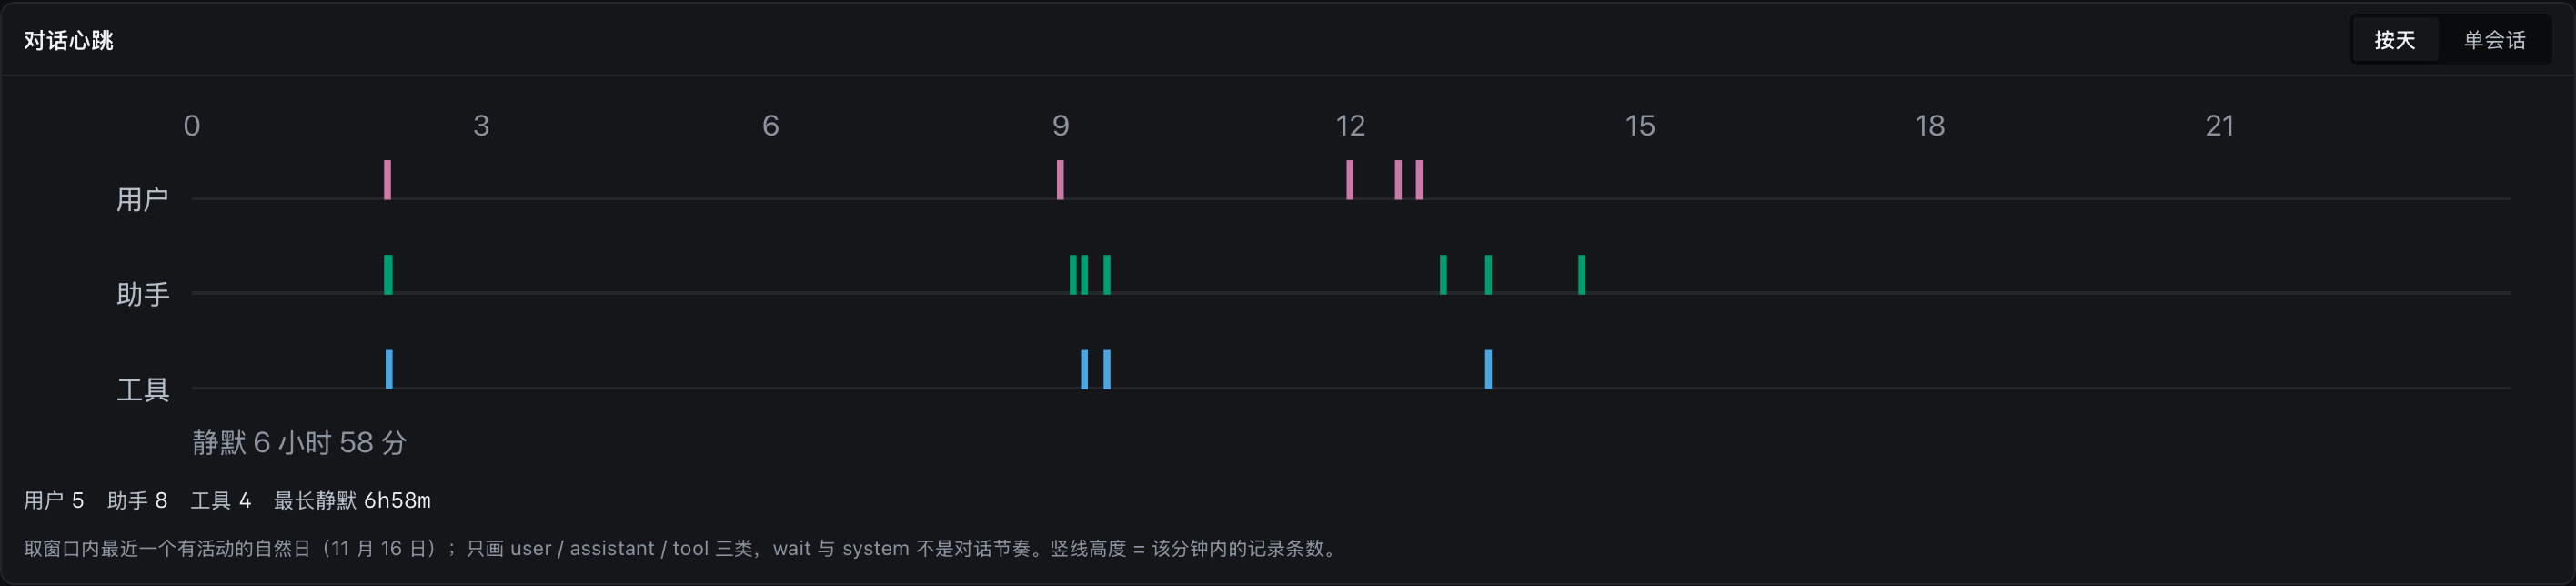 对话心跳 按天 单会话
0 3 6 9 12 15 18 21
用户
助手
工具
静默 6 小时 58 分
用户 5 助手 8 工具 4 最长静默 6h58m
取窗口内最近一个有活动的自然日（11 月 16 日）；只画 user / assistant / tool 三类，wait 与 system 不是对话节奏。竖线高度 = 该分钟内的记录条数。